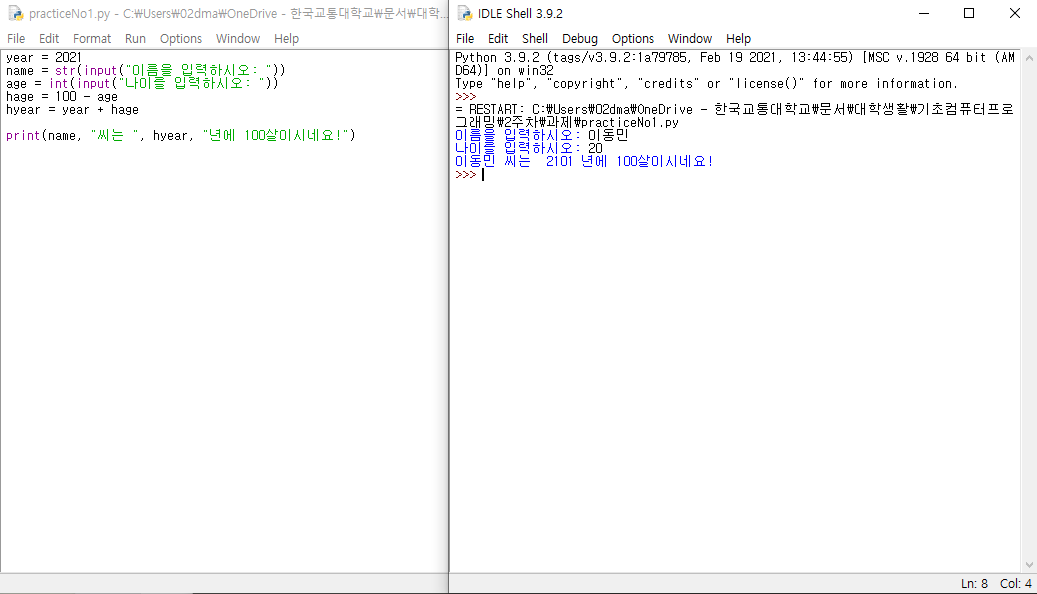 practiceNo1.py - C:₩Users₩02dma₩OneDrive - 한국교통대학교₩문서₩대학...
File Edit Format Run Options Window Help
year = 2021
name = str(input("이름을 입력하시오: "))
age = int(input("나이를 입력하시오: "))
hage = 100 - age
hyear = year + hage
print(name, "씨는 ", hyear, "년에 100살이시네요!")
IDLE Shell 3.9.2
File Edit Shell Debug Options Window Help
Python 3.9.2 (tags/v3.9.2:1a79785, Feb 19 2021, 13:44:55) [MSC v.1928 64 bit (AM
D64)] on win32
Type "help", "copyright", "credits" or "license()" for more information.
>>>
= RESTART: C:₩Users₩02dma₩OneDrive - 한국교통대학교₩문서₩대학생활₩기초컴퓨터프로
그래밍₩2주차₩과제₩practiceNo1.py
이름을 입력하시오: 이동민
나이를 입력하시오: 20
이동민 씨는  2101 년에 100살이시네요!
>>>
Ln: 8 Col: 4